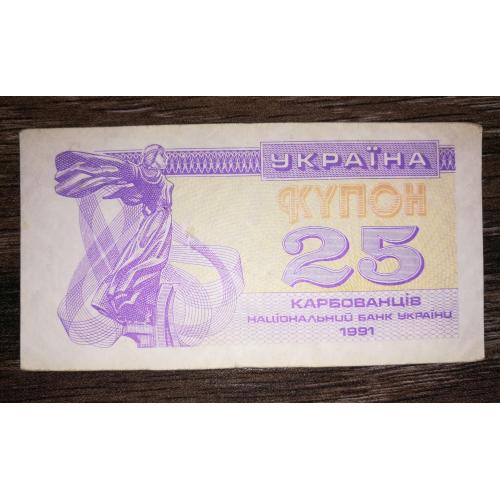 УКРАЇНА
КУПОН
25
КАРБОВАНЦІВ
НАЦІОНАЛЬНИЙ БАНК УКРАЇНИ
1991